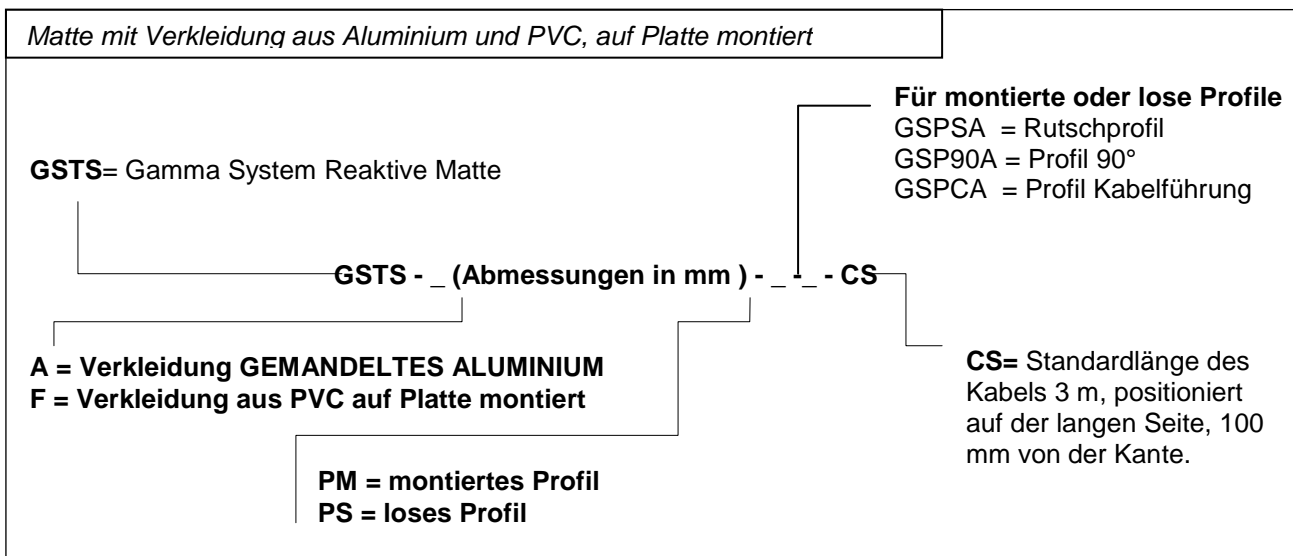 Matte mit Verkleidung aus Aluminium und PVC, auf Platte montiert
Für montierte oder lose Profile
GSPSA = Rutschprofil
GSP90A = Profil 90°
GSPCA = Profil Kabelführung
GSTS= Gamma System Reaktive Matte
GSTS - _ (Abmessungen in mm ) - _ -_ - CS
A = Verkleidung GEMANDELTES ALUMINIUM
F = Verkleidung aus PVC auf Platte montiert
CS= Standardlänge des
Kabels 3 m, positioniert
auf der langen Seite, 100
mm von der Kante.
PM = montiertes Profil
PS = loses Profil